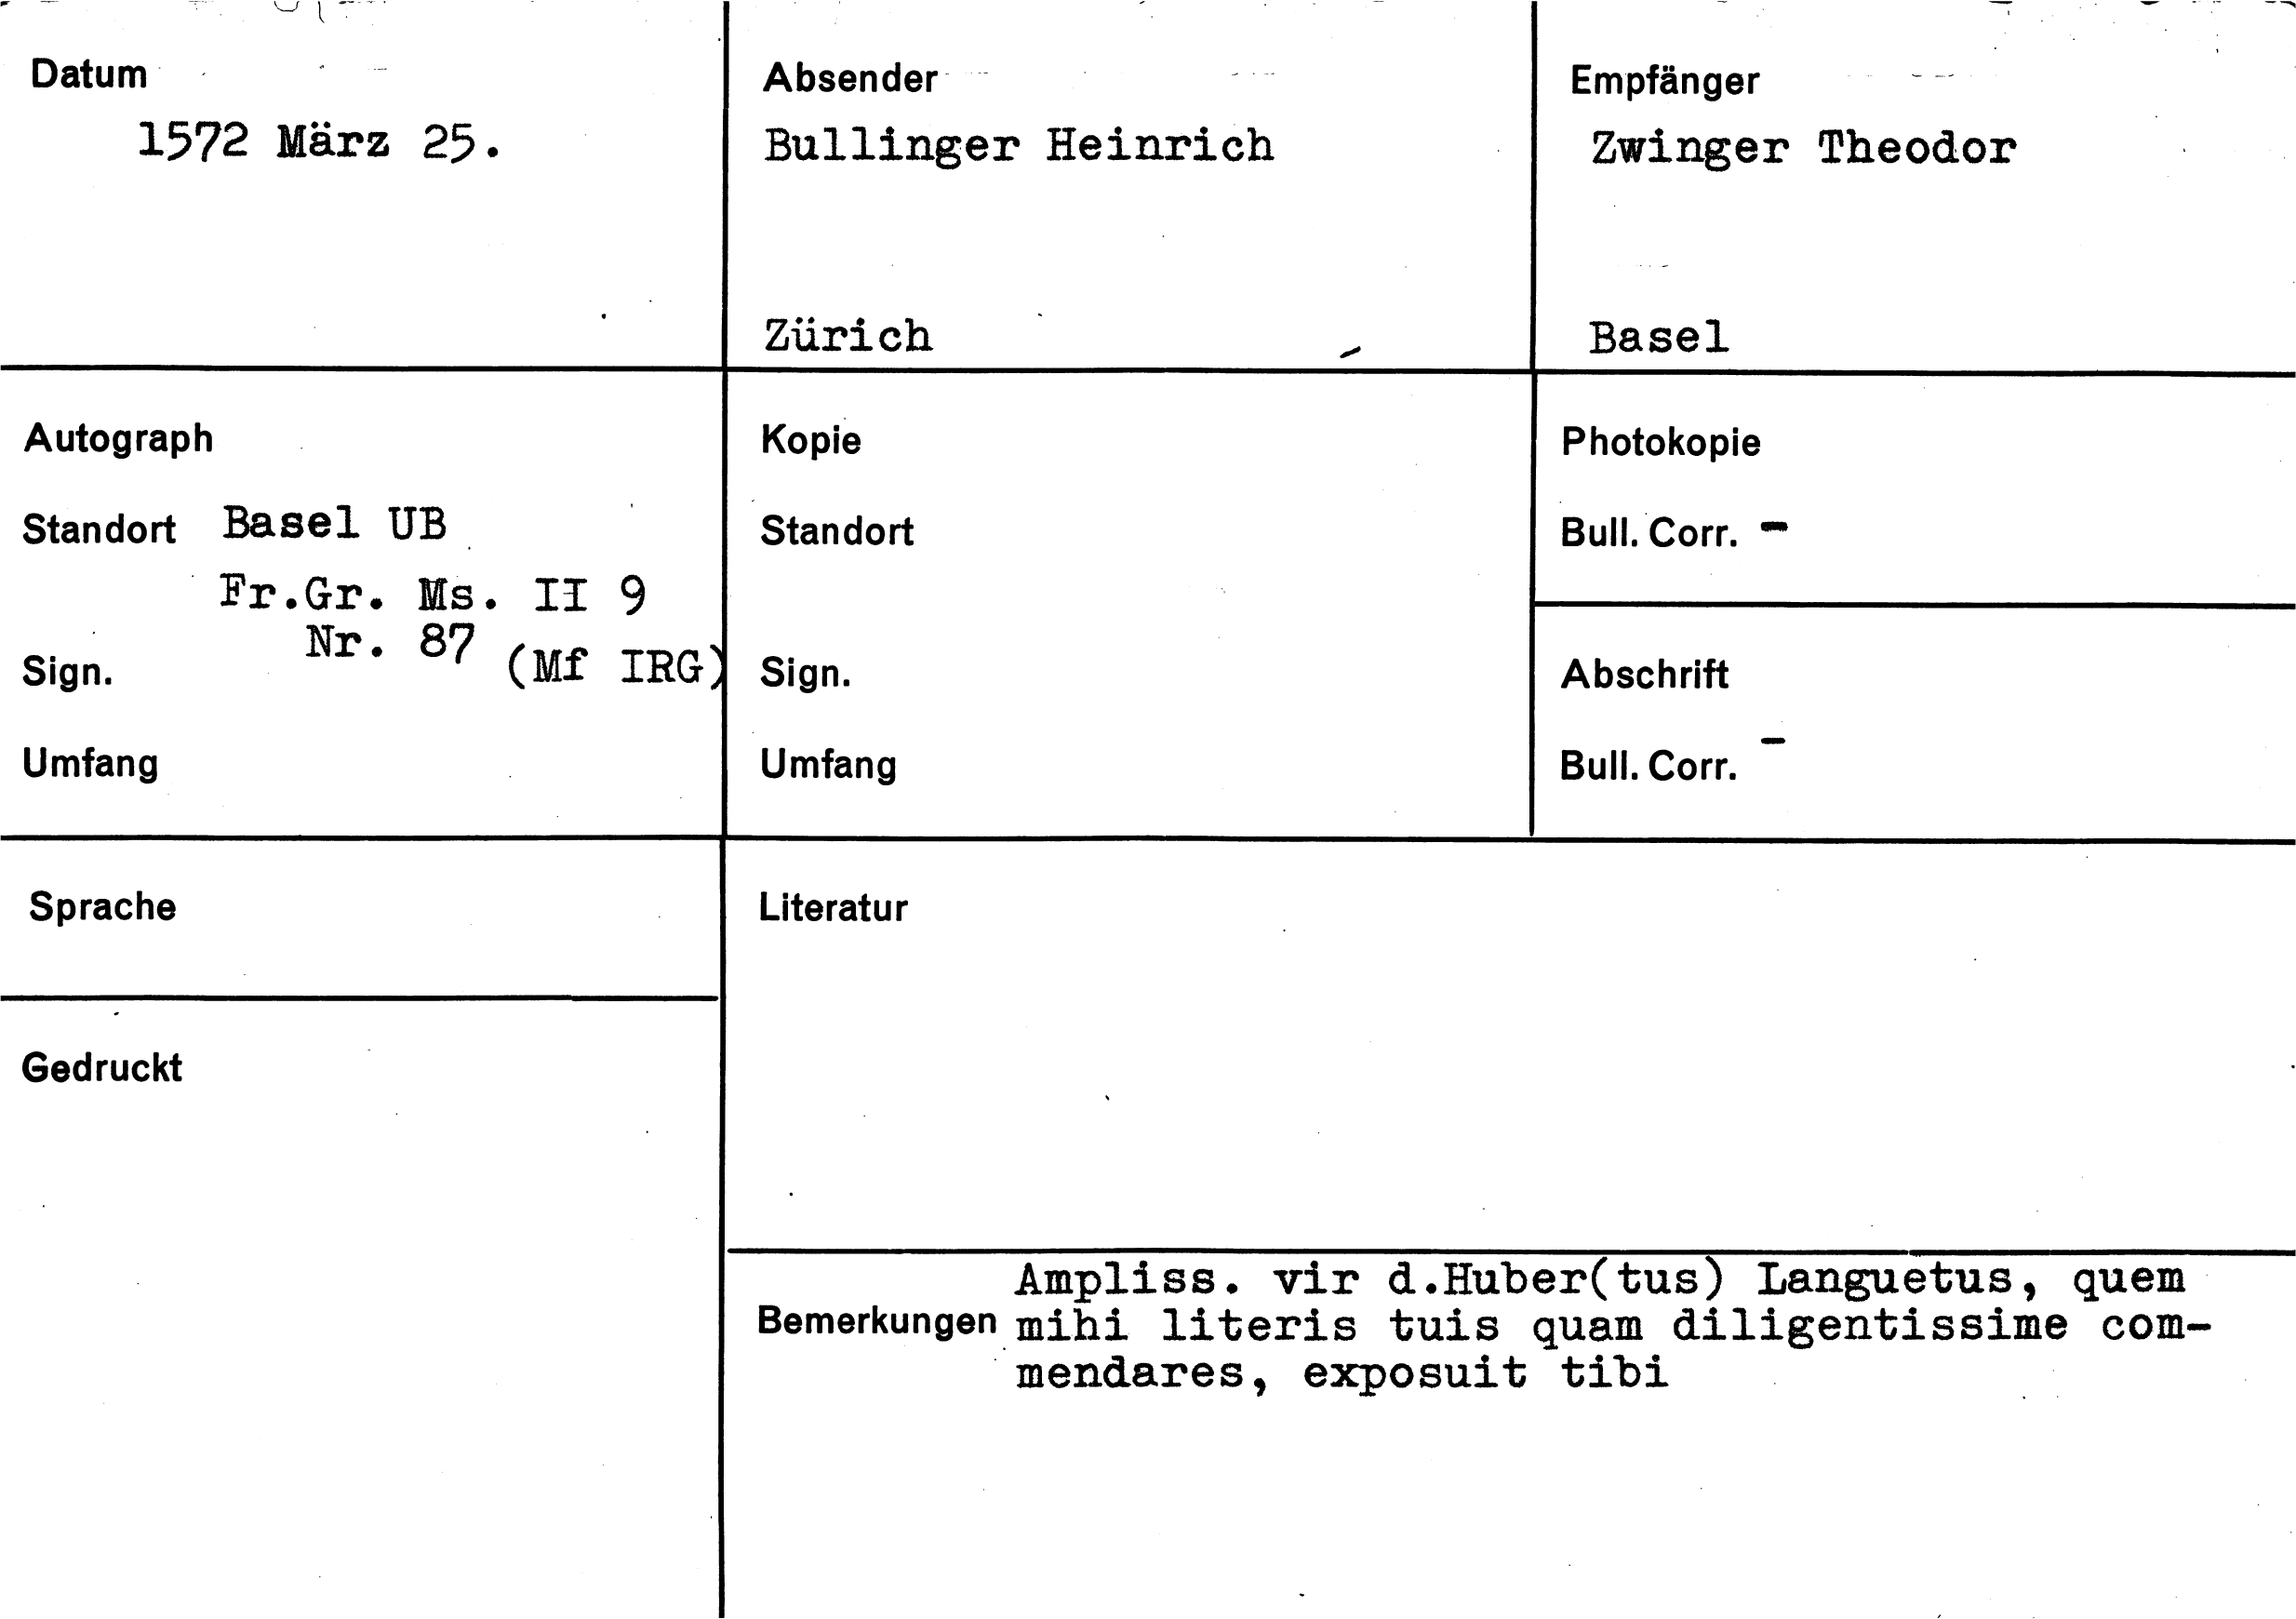 Datum
1572 März 25.
Absender
Bullinger Heinrich
Zürich
Empfänger
Zwinger Theodor
Basel
Autograph
Standort Basel UB
Fr.Gr. Ms. II 9
Nr. 87 (Mf IRG)
Sign.
Umfang
Kopie
Standort
Sign.
Umfang
Photokopie
Bull. Corr. -
Abschrift
Bull. Corr. -
Sprache
Gedruckt
Literatur
Bemerkungen
Ampliss. vir d.Huber(tus) Languetus, quem
mihi literis tuis quam diligentissime com-
mendares, exposuit tibi